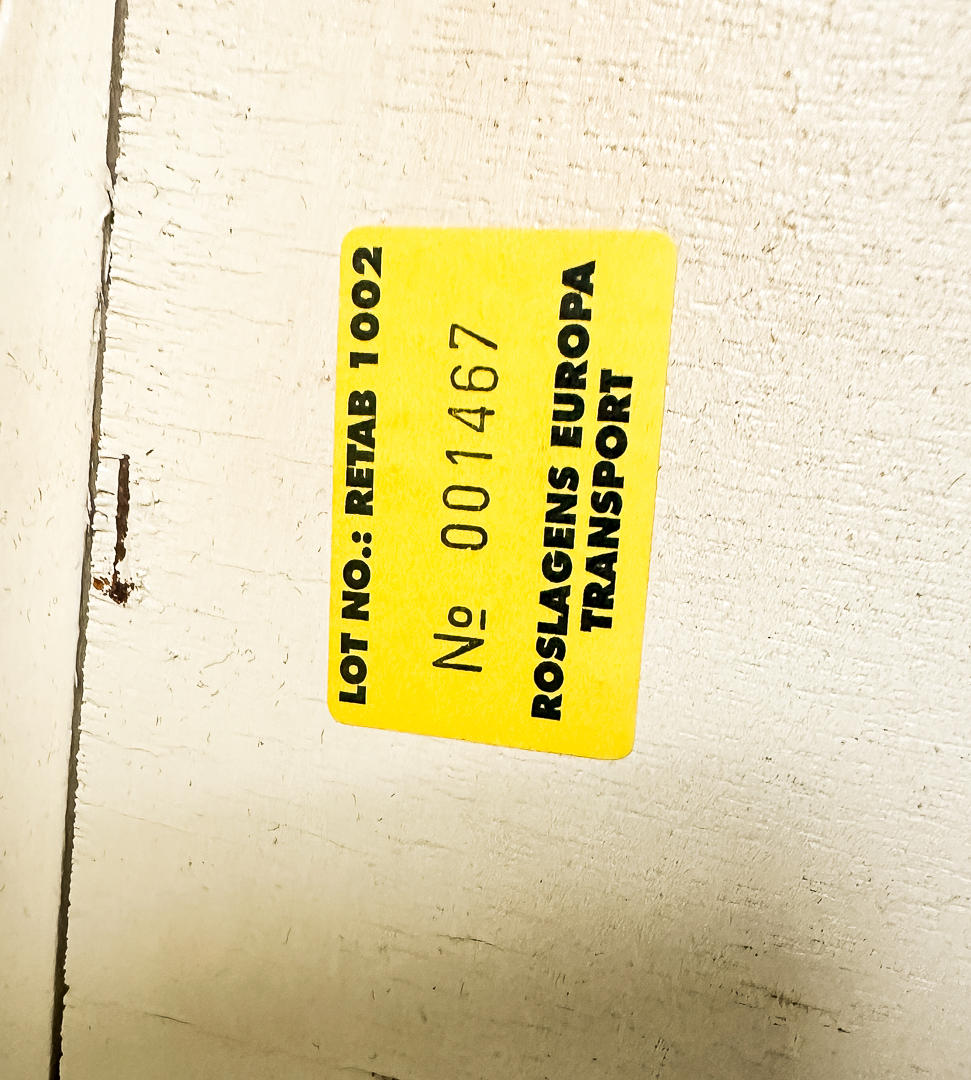 LOT NO.: RETAB 1002
Nº 001467
ROSLAGENS EUROPA
TRANSPORT